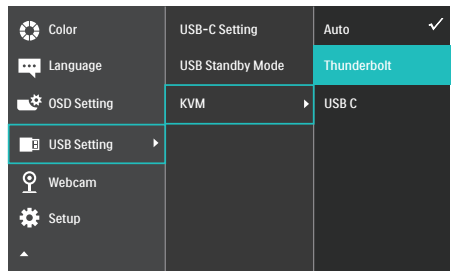 Color
Language
OSD Setting
USB Setting
Webcam
Setup
USB-C Setting
USB Standby Mode
KVM
Auto
Thunderbolt
USB C